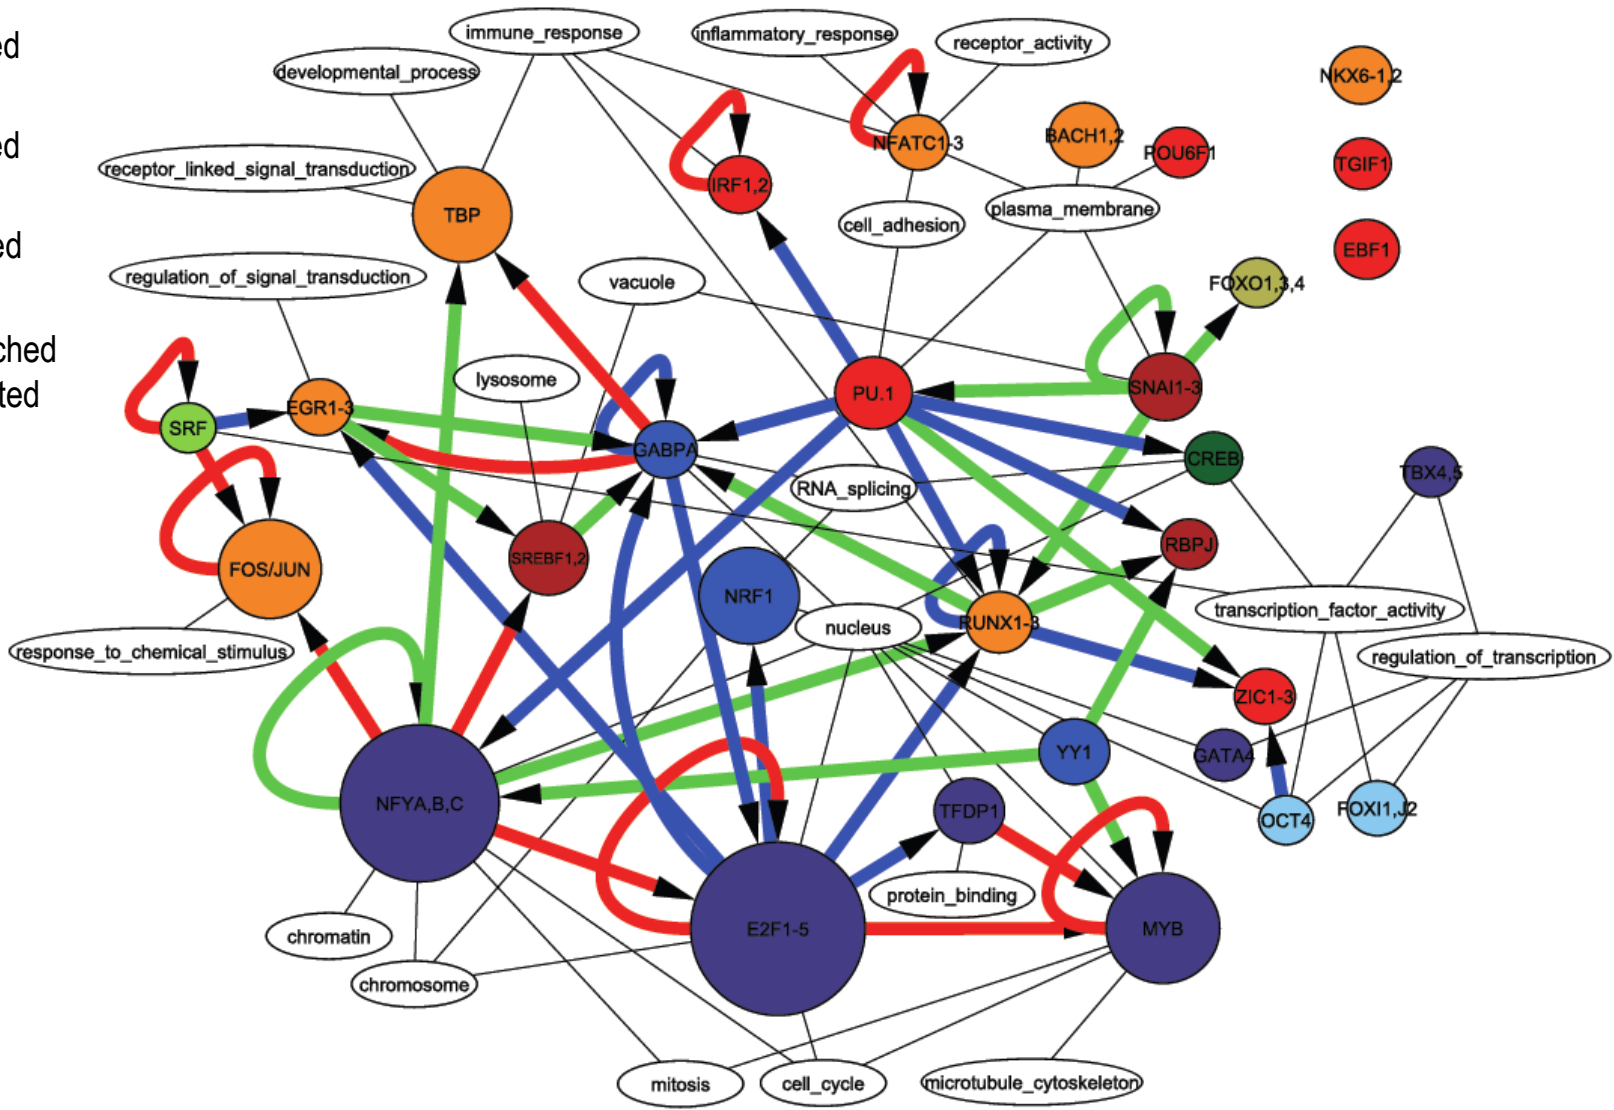 ed
ed
ed
ched
ted
immune_response
inflammatory_response
receptor_activity
developmental_process
NKX6-1,2
NFATC1-3
BACH1,2
POU6F1
TGIF1
receptor_linked_signal_transduction
IRF1,2
TBP
cell_adhesion
plasma_membrane
EBF1
regulation_of_signal_transduction
vacuole
FOXO1,3,4
lysosome
PU.1
SNAI1-3
EGR1-3
SRF
GABPA
CREB
TBX4,5
RNA_splicing
RBPJ
SREBF1,2
FOS/JUN
NRF1
transcription_factor_activity
nucleus
RUNX1-3
response_to_chemical_stimulus
regulation_of_transcription
ZIC1-3
YY1
GATA4
NFYA,B,C
TFDP1
OCT4
FOXI1,J2
protein_binding
E2F1-5
MYB
chromatin
chromosome
mitosis
cell_cycle
microtubule_cytoskeleton